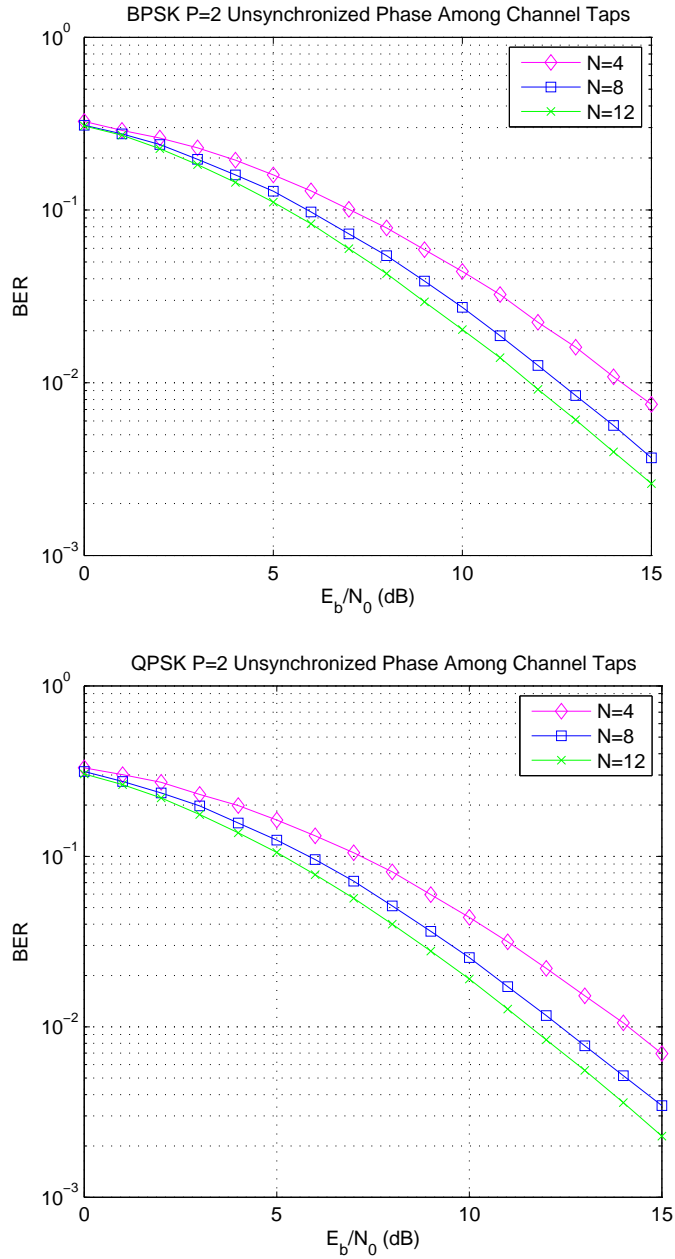 BPSK P=2 Unsynchronized Phase Among Channel Taps
10^0
10^-1
10^-2
10^-3
BER
N=4
N=8
N=12
0 5 10 15
E_b/N_0 (dB)
QPSK P=2 Unsynchronized Phase Among Channel Taps
10^0
10^-1
10^-2
10^-3
BER
N=4
N=8
N=12
0 5 10 15
E_b/N_0 (dB)